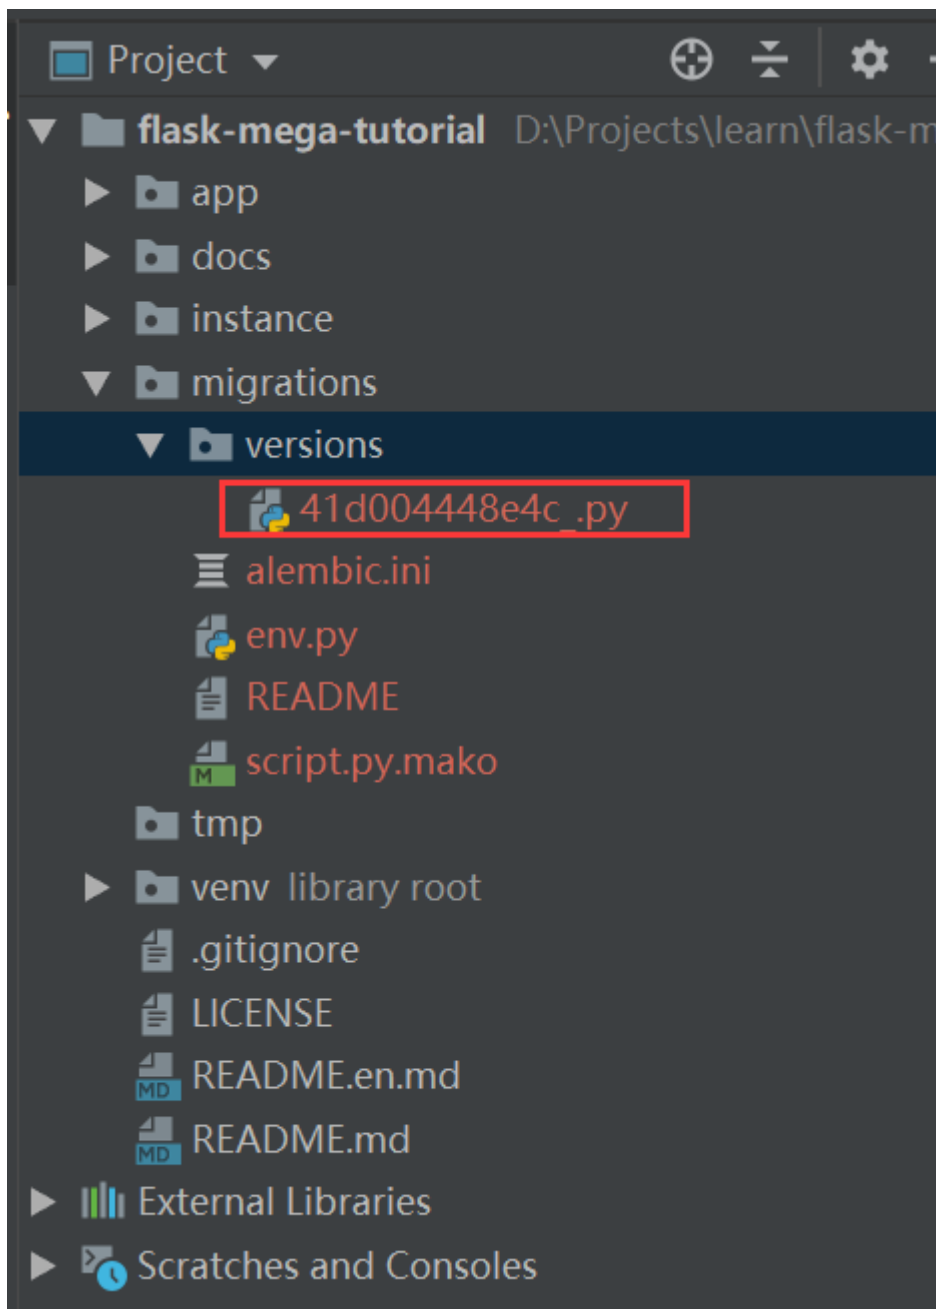 Project
flask-mega-tutorial D:\Projects\learn\flask-m
app
docs
instance
migrations
versions
41d004448e4c_.py
alembic.ini
env.py
README
script.py.mako
M
tmp
venv library root
.gitignore
LICENSE
README.en.md
MD
README.md
MD
External Libraries
Scratches and Consoles